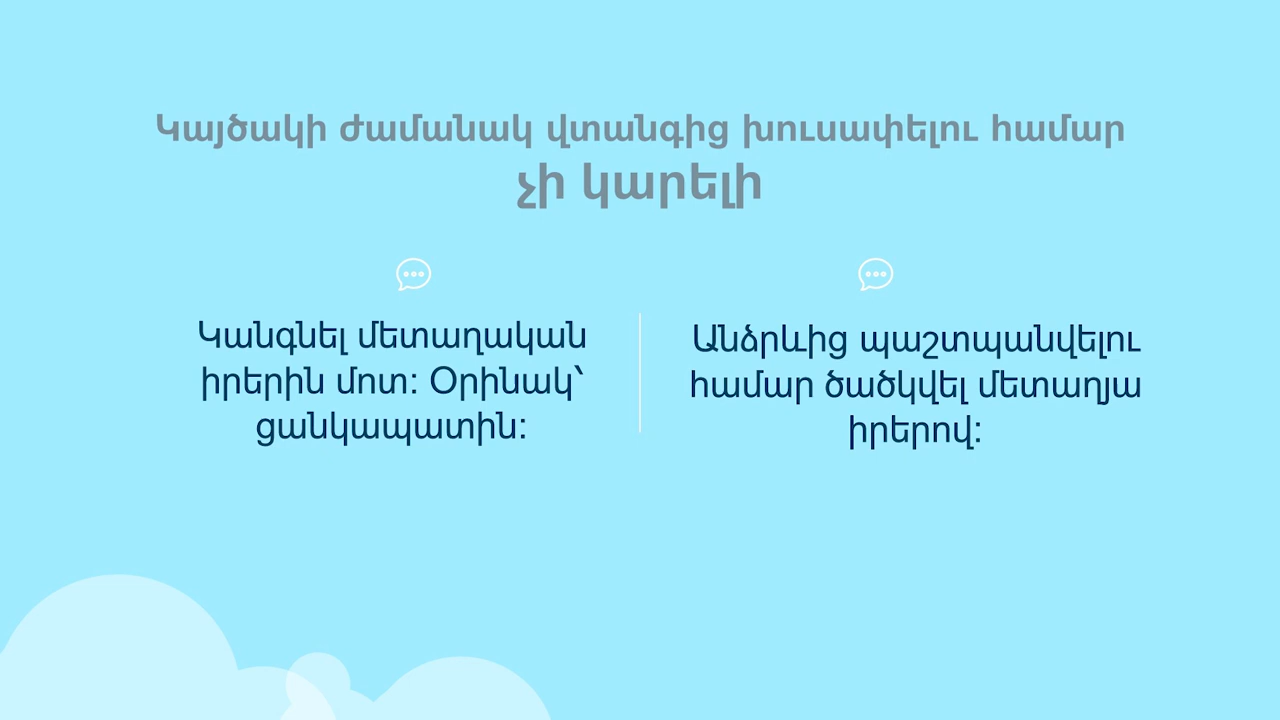 Կայծակի ժամանակ վտանգից խուսափելու համար
չի կարելի
Կանգնել մետաղական
իրերին մոտ: Օրինակ՝
ցանկապատին:
Անձրևից պաշտպանվելու
համար ծածկվել մետաղյա
իրերով: